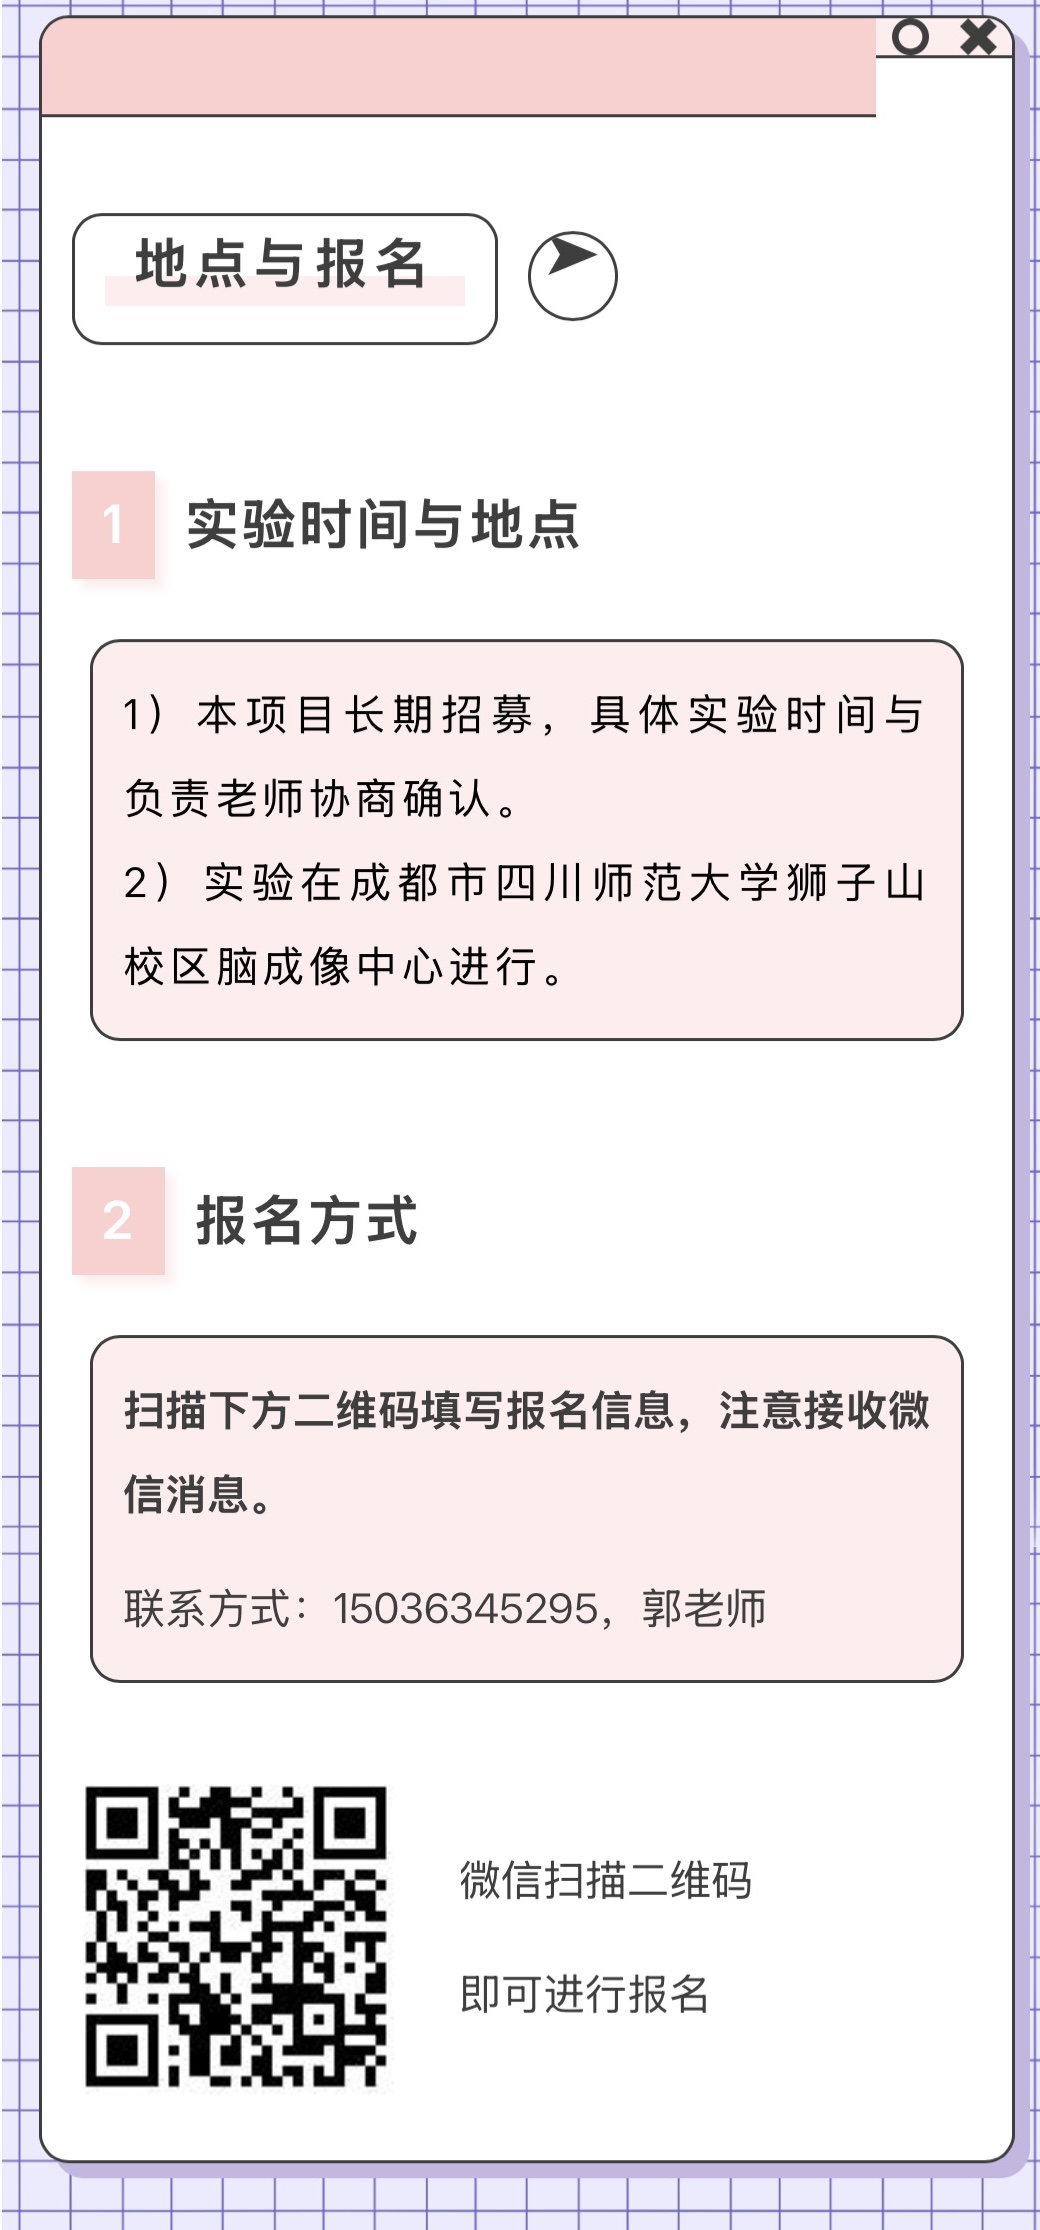 地点与报名
1
实验时间与地点
1）本项目长期招募，具体实验时间与
负责老师协商确认。
2）实验在成都市四川师范大学狮子山
校区脑成像中心进行。
2
报名方式
扫描下方二维码填写报名信息，注意接收微
信消息。
联系方式：15036345295，郭老师
微信扫描二维码
即可进行报名